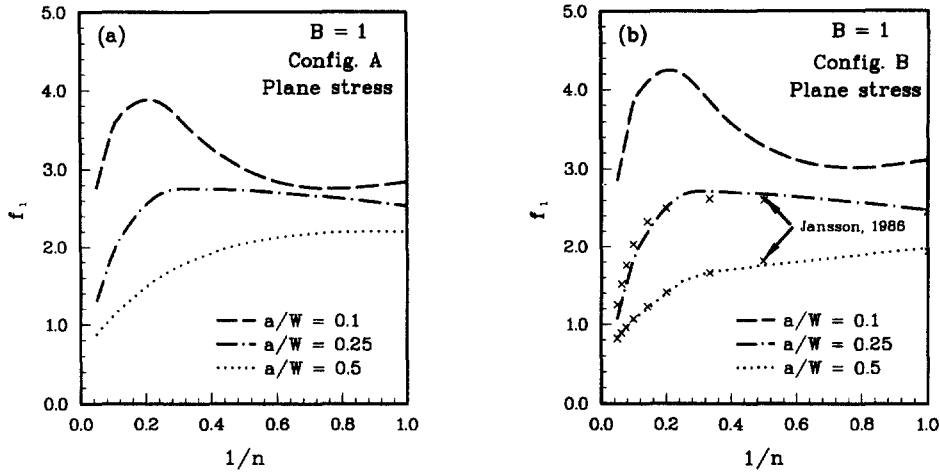 (a)
B = 1
Config. A
Plane stress
5.0
4.0
3.0
2.0
1.0
0.0
f₁
a/W = 0.1
a/W = 0.25
a/W = 0.5
0.0 0.2 0.4 0.6 0.8 1.0
1/n
(b)
B = 1
Config. B
Plane stress
5.0
4.0
3.0
2.0
1.0
0.0
f₁
Jansson, 1986
a/W = 0.1
a/W = 0.25
a/W = 0.5
0.0 0.2 0.4 0.6 0.8 1.0
1/n